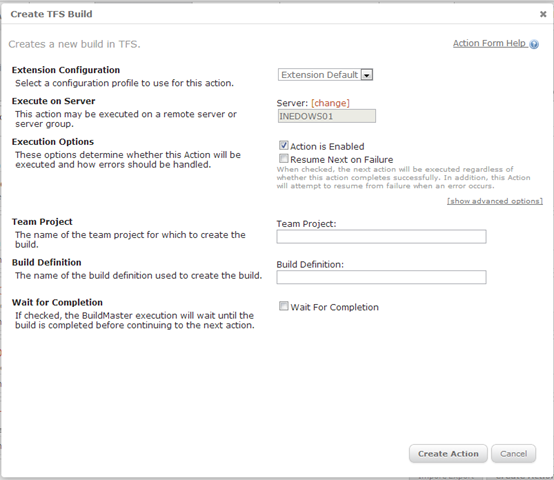 Create TFS Build
Creates a new build in TFS.
Action Form Help
Extension Configuration
Select a configuration profile to use for this action.
Extension Default
Execute on Server
This action may be executed on a remote server or
server group.
Server: [change]
INEDOWS01
Execution Options
These options determine whether this Action will be
executed and how errors should be handled.
Action is Enabled
Resume Next on Failure
When checked, the next action will be executed regardless of
whether this action completes successfully. In addition, this Action
will attempt to resume from failure when an error occurs.
[show advanced options]
Team Project
The name of the team project for which to create the
build.
Team Project:
Build Definition
The name of the build definition used to create the build.
Build Definition:
Wait for Completion
If checked, the BuildMaster execution will wait until the
build is completed before continuing to the next action.
Wait For Completion
Create Action
Cancel